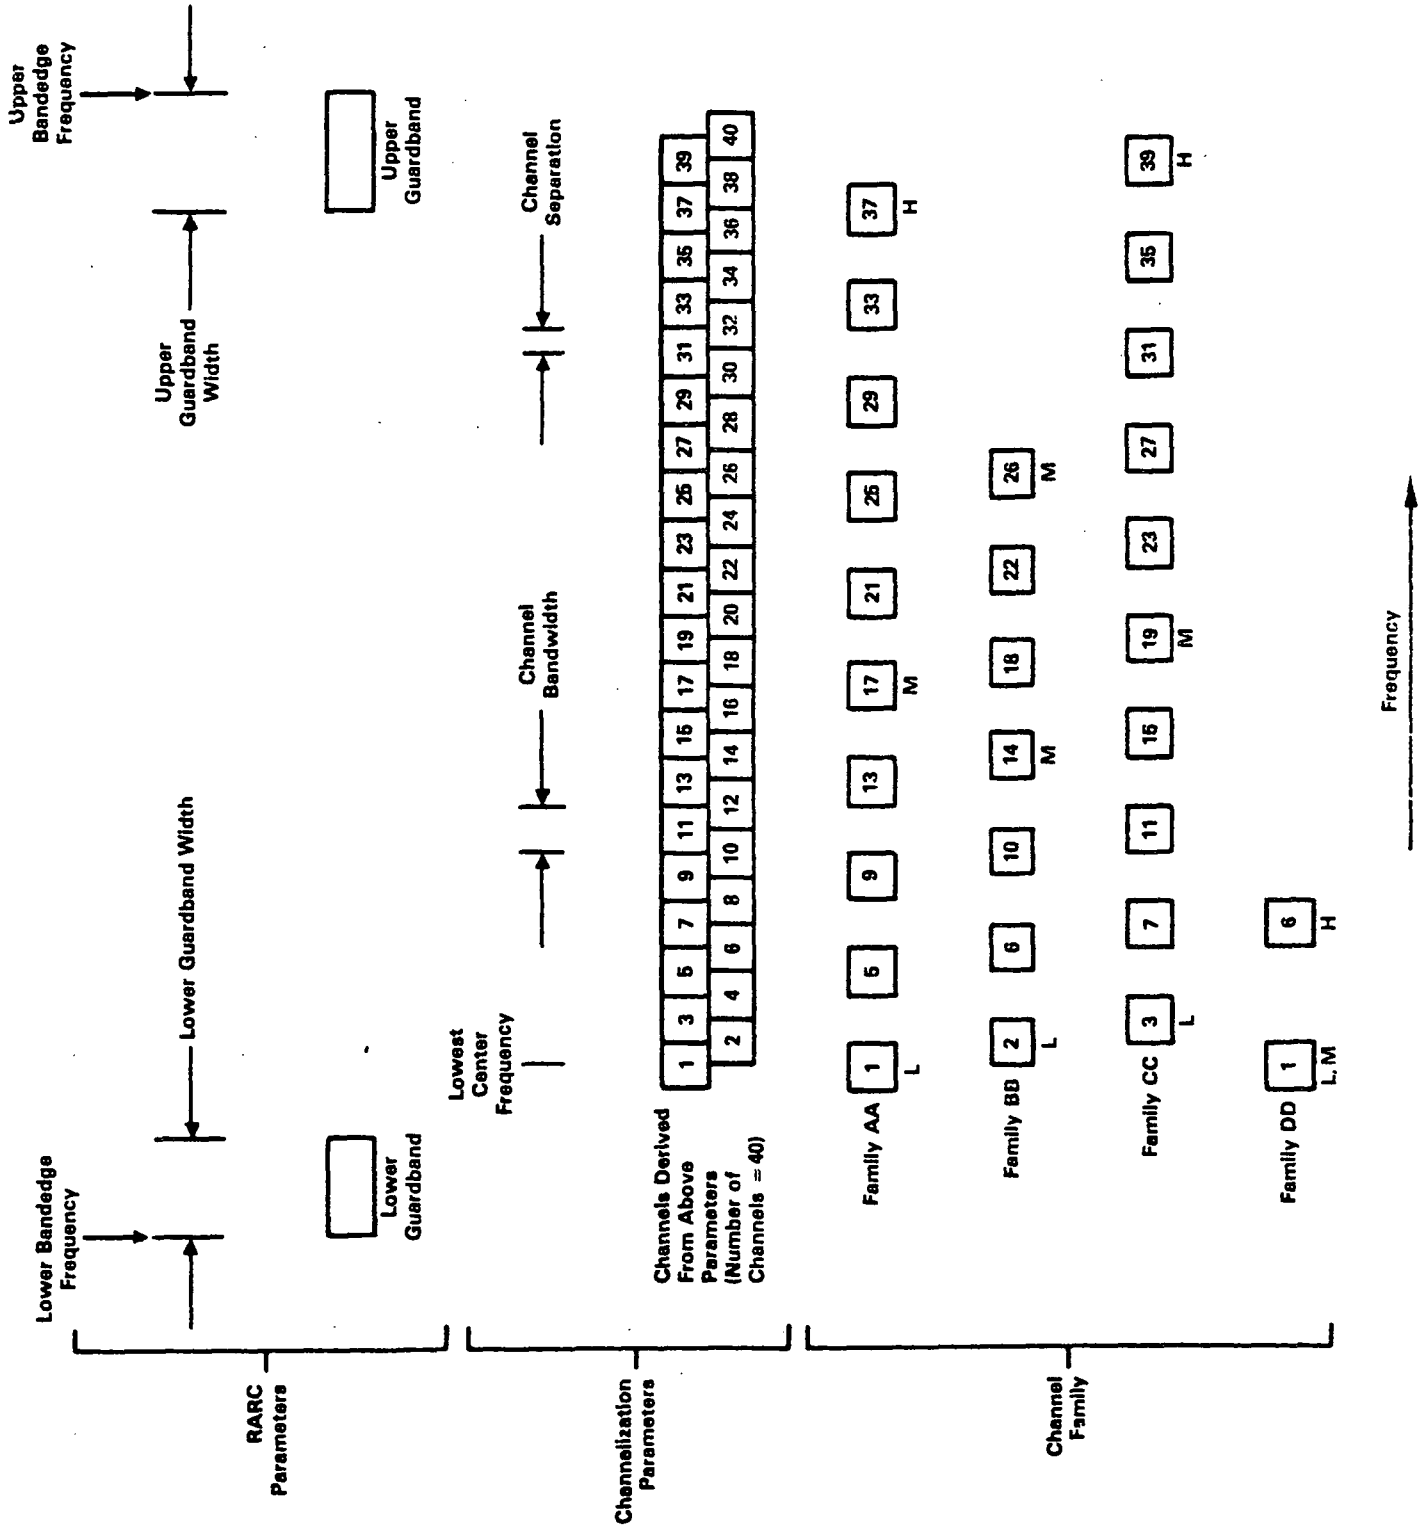 RARC
Parameters
Lower Bandedge
Frequency
Lower Guardband Width
Upper
Guardband
Width
Upper
Bandedge
Frequency
Lower
Guardband
Upper
Guardband
Channelization
Parameters
Lowest
Center
Frequency
Channel
Bandwidth
Channel
Separation
Channels Derived
From Above
Parameters
(Number of
Channels = 40)
1 3 5 7 9 11 13 15 17 19 21 23 25 27 29 31 33 35 37 39
2 4 6 8 10 12 14 16 18 20 22 24 26 28 30 32 34 36 38 40
Channel
Family
Family AA 1 5 9 13 17 21 25 29 33 37
L M H
Family BB 2 6 10 14 18 22 26
L M M
Family CC 3 7 11 15 19 23 27 31 35 39
L M H
Family DD 1 6
L, M H
Frequency